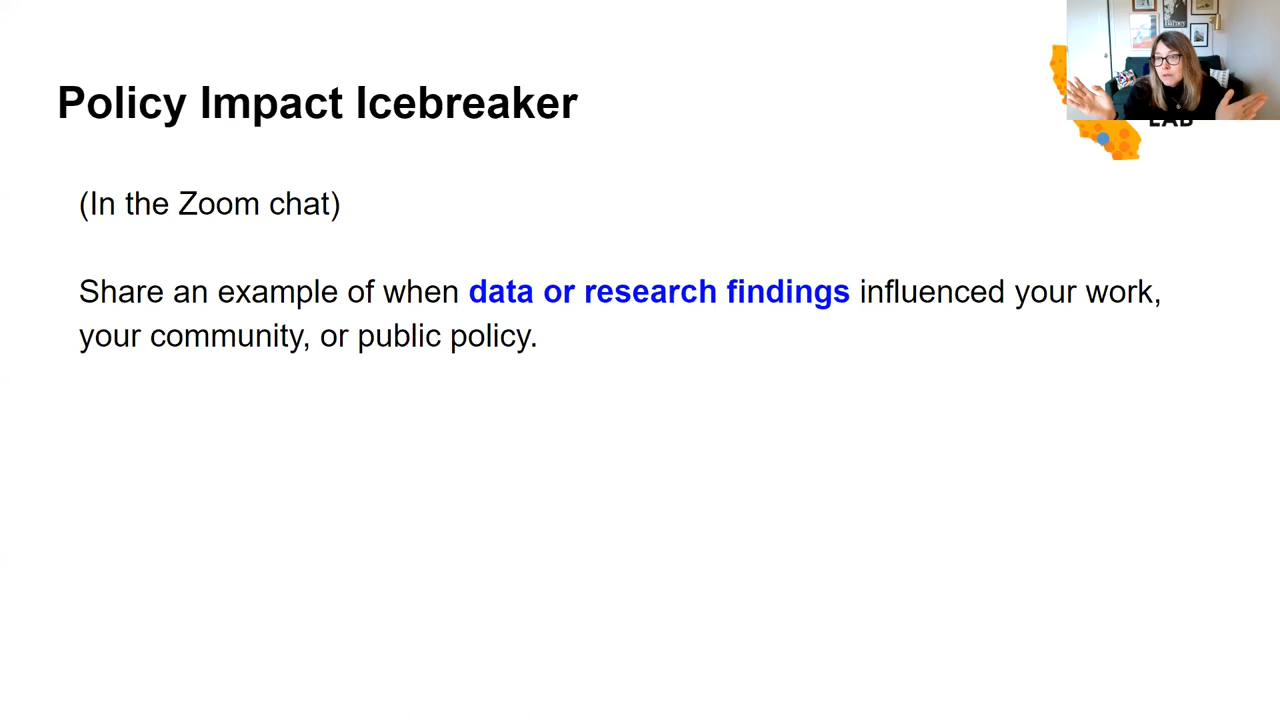 Policy Impact Icebreaker
LAB
(In the Zoom chat)
Share an example of when data or research findings influenced your work,
your community, or public policy.